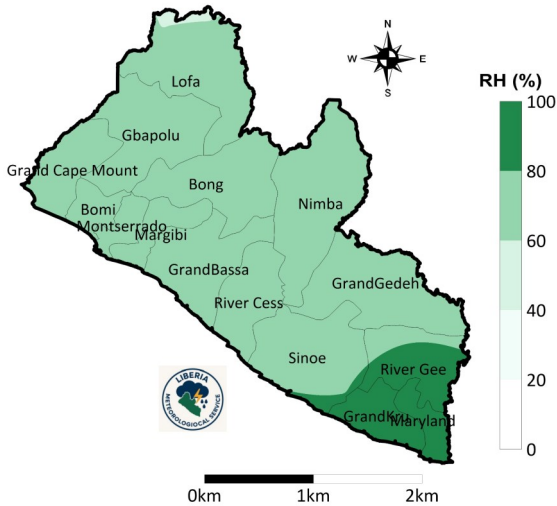 N
W E
S
RH (%)
100
80
60
40
20
0
Lofa
Gbapolu
Grand Cape Mount
Bong
Nimba
Bomi
Montserrado
Margibi
GrandBassa
GrandGedeh
River Cess
Sinoe
River Gee
GrandKru
Maryland
LIBERIA
METEOROLOGIOCAL SERVICE
0km 1km 2km